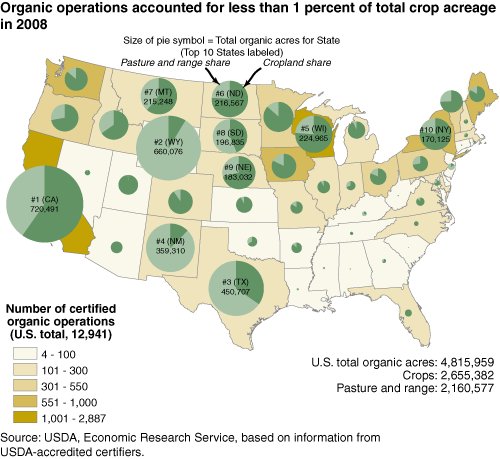 Organic operations accounted for less than 1 percent of total crop acreage
in 2008
Size of pie symbol = Total organic acres for State
(Top 10 States labeled)
Pasture and range share
Cropland share
#7 (MT)
215,248
#6 (ND)
216,567
#5 (WI)
224,965
#10 (NY)
170,125
#2 (WY)
660,076
#8 (SD)
196,835
#9 (NE)
183,032
#1 (CA)
729,491
#4 (NM)
359,310
#3 (TX)
450,707
Number of certified
organic operations
(U.S. total, 12,941)
4 - 100
101 - 300
301 - 550
551 - 1,000
1,001 - 2,887
U.S. total organic acres: 4,815,959
Crops: 2,655,382
Pasture and range: 2,160,577
Source: USDA, Economic Research Service, based on information from
USDA-accredited certifiers.